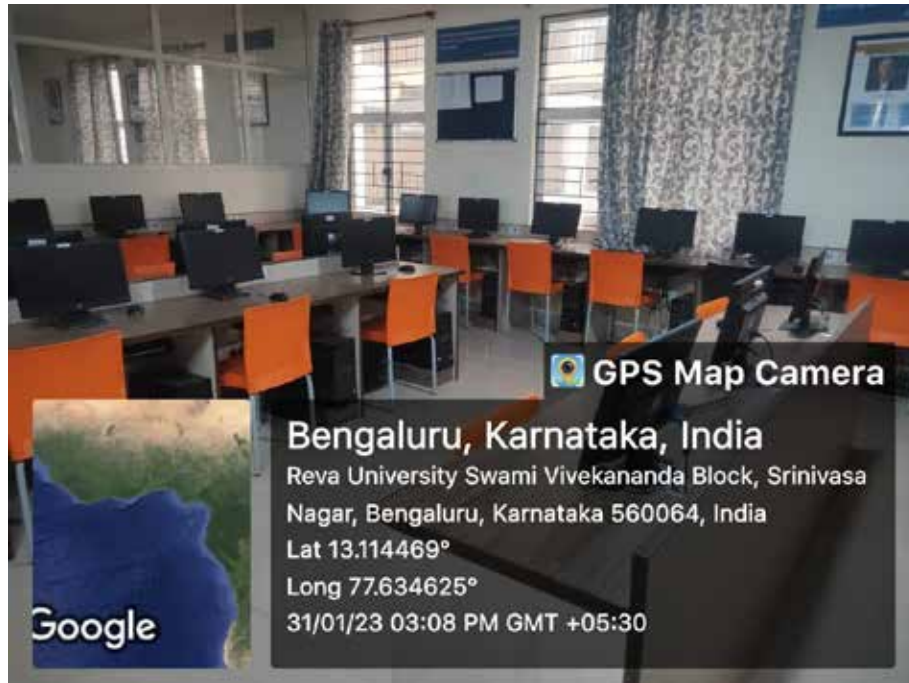 GPS Map Camera
Bengaluru, Karnataka, India
Reva University Swami Vivekananda Block, Srinivasa
Nagar, Bengaluru, Karnataka 560064, India
Lat 13.114469°
Long 77.634625°
31/01/23 03:08 PM GMT +05:30
Google